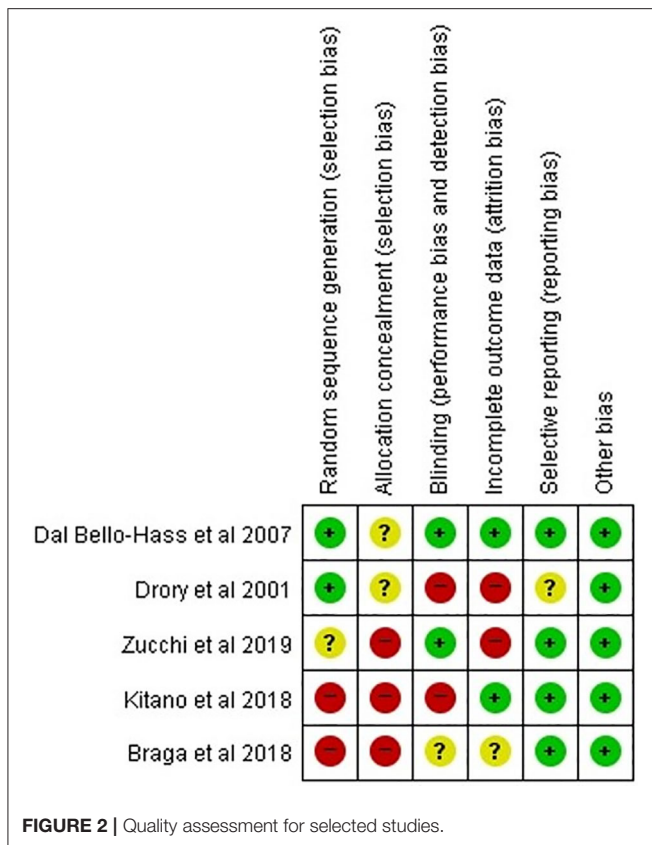 Random sequence generation (selection bias)
Allocation concealment (selection bias)
Blinding (performance bias and detection bias)
Incomplete outcome data (attrition bias)
Selective reporting (reporting bias)
Other bias
Dal Bello-Hass et al 2007 + ? + + + +
Drory et al 2001 + ? − − ? +
Zucchi et al 2019 ? − + − + +
Kitano et al 2018 − − − + + +
Braga et al 2018 − − ? ? + +
FIGURE 2 | Quality assessment for selected studies.